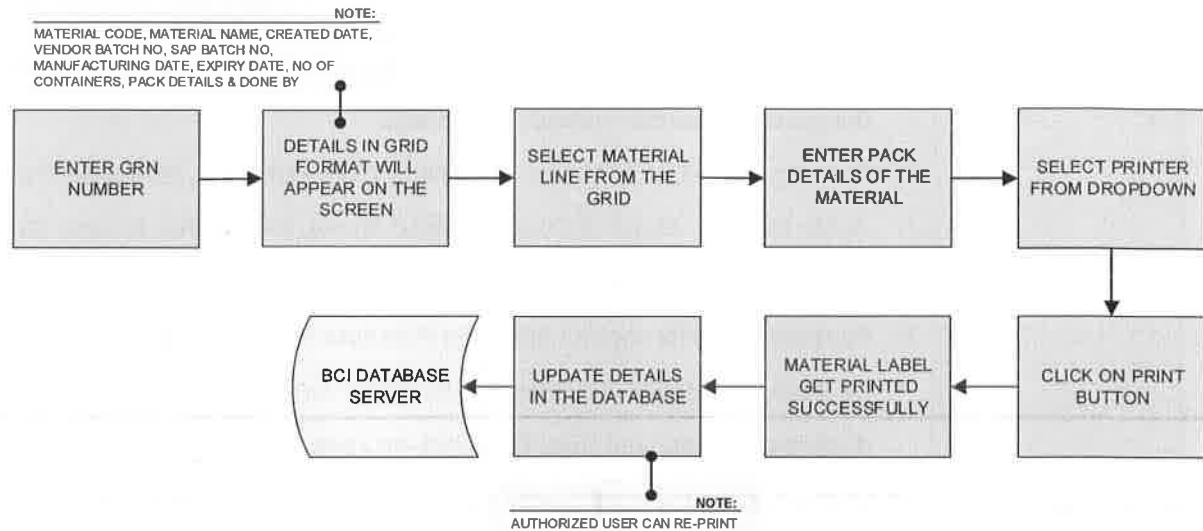 NOTE:
MATERIAL CODE, MATERIAL NAME, CREATED DATE,
VENDOR BATCH NO, SAP BATCH NO,
MANUFACTURING DATE, EXPIRY DATE, NO OF
CONTAINERS, PACK DETAILS & DONE BY
ENTER GRN
NUMBER
DETAILS IN GRID
FORMAT WILL
APPEAR ON THE
SCREEN
SELECT MATERIAL
LINE FROM THE
GRID
ENTER PACK
DETAILS OF THE
MATERIAL
SELECT PRINTER
FROM DROPDOWN
CLICK ON PRINT
BUTTON
MATERIAL LABEL
GET PRINTED
SUCCESSFULLY
UPDATE DETAILS
IN THE DATABASE
BCI DATABASE
SERVER
NOTE:
AUTHORIZED USER CAN RE-PRINT